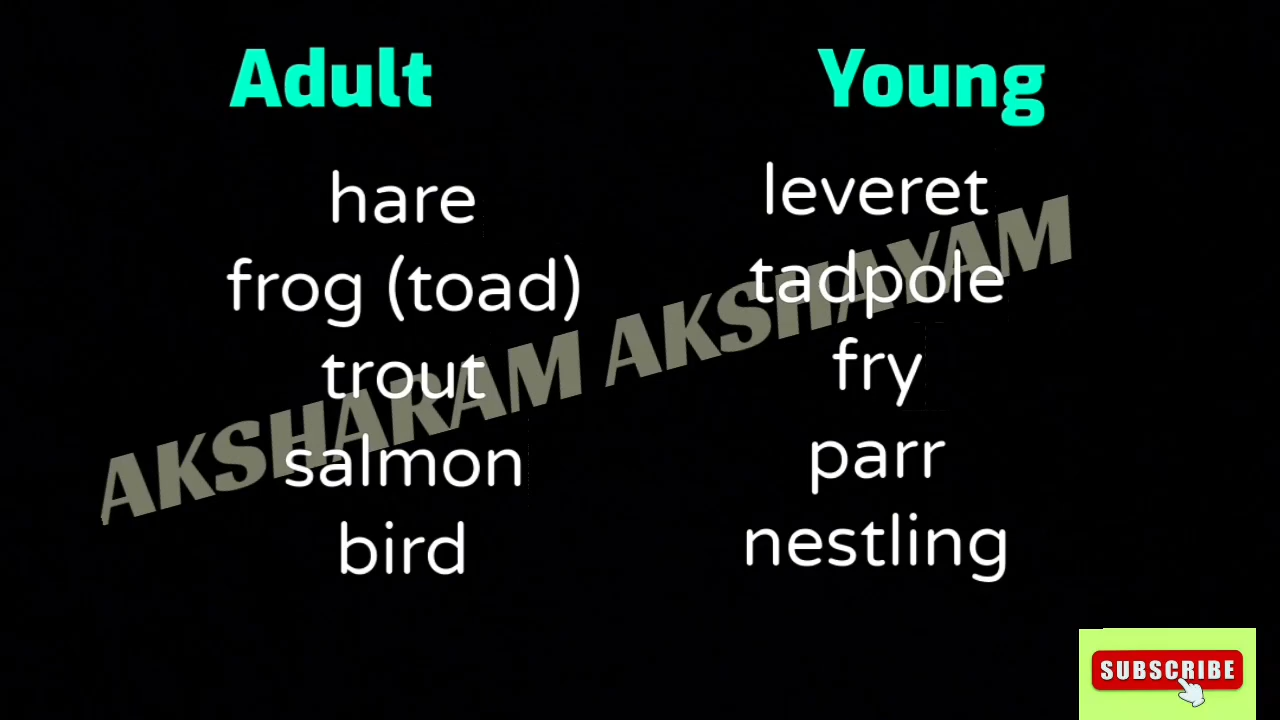 Adult Young
hare leveret
frog (toad) tadpole
trout fry
salmon parr
bird nestling
AKSHARAM AKSHAYAM
SUBSCRIBE